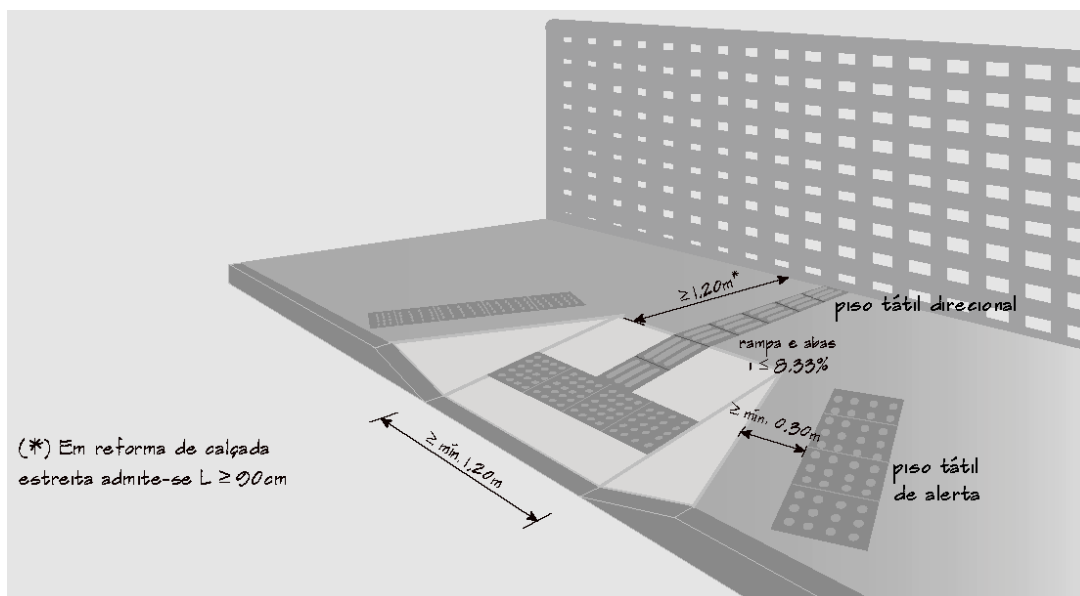 ≥ 1,20m*
piso tátil direcional
rampa e abas
i ≤ 8,33%
≥ mín. 0,30m
(*) Em reforma de calçada
estreita admite-se L ≥ 90cm
≥ mín. 1,20m
piso tátil
de alerta